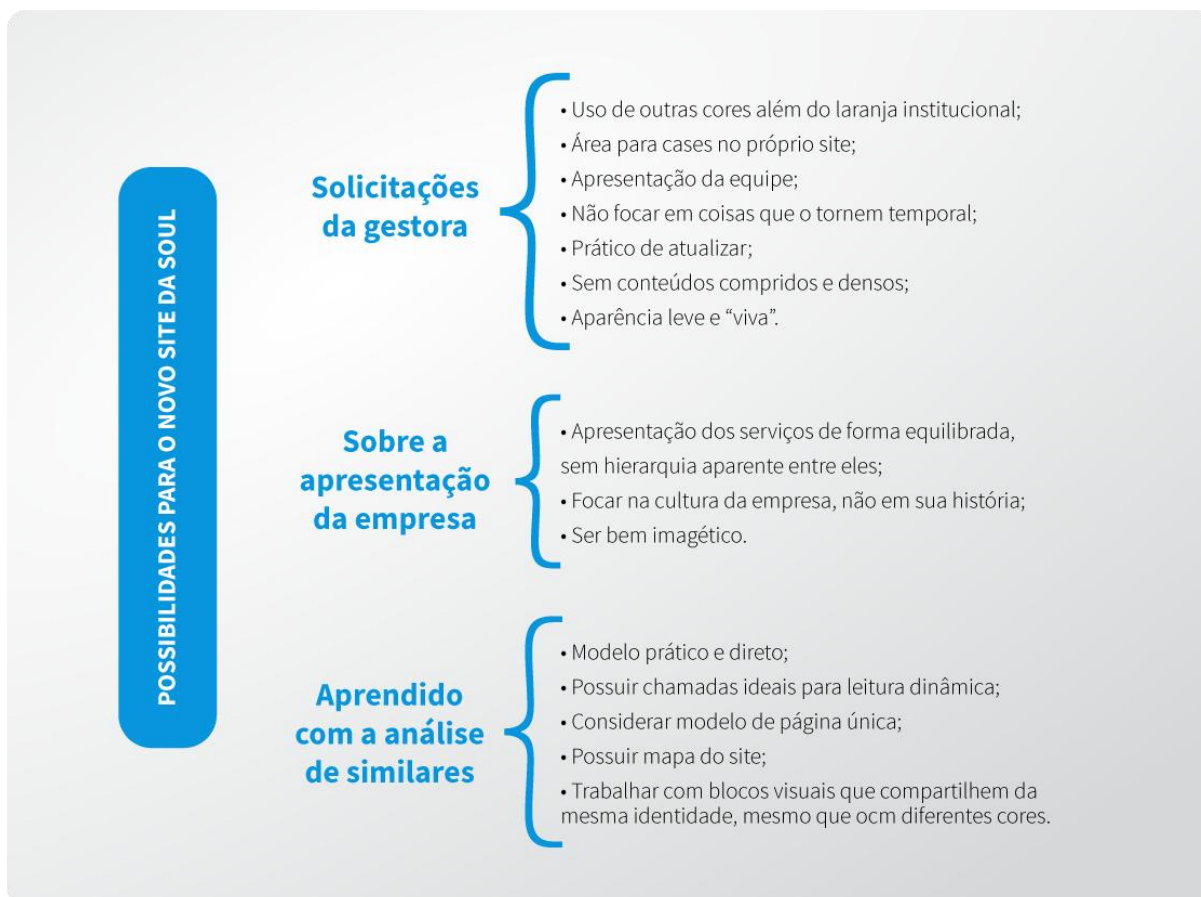 POSSIBILIDADES PARA O NOVO SITE DA SOUL
Solicitações
da gestora
• Uso de outras cores além do laranja institucional;
• Área para cases no próprio site;
• Apresentação da equipe;
• Não focar em coisas que o tornem temporal;
• Prático de atualizar;
• Sem conteúdos compridos e densos;
• Aparência leve e “viva”.
Sobre a
apresentação
da empresa
• Apresentação dos serviços de forma equilibrada,
sem hierarquia aparente entre eles;
• Focar na cultura da empresa, não em sua história;
• Ser bem imagético.
Aprendido
com a análise
de similares
• Modelo prático e direto;
• Possuir chamadas ideais para leitura dinâmica;
• Considerar modelo de página única;
• Possuir mapa do site;
• Trabalhar com blocos visuais que compartilhem da
mesma identidade, mesmo que ocm diferentes cores.